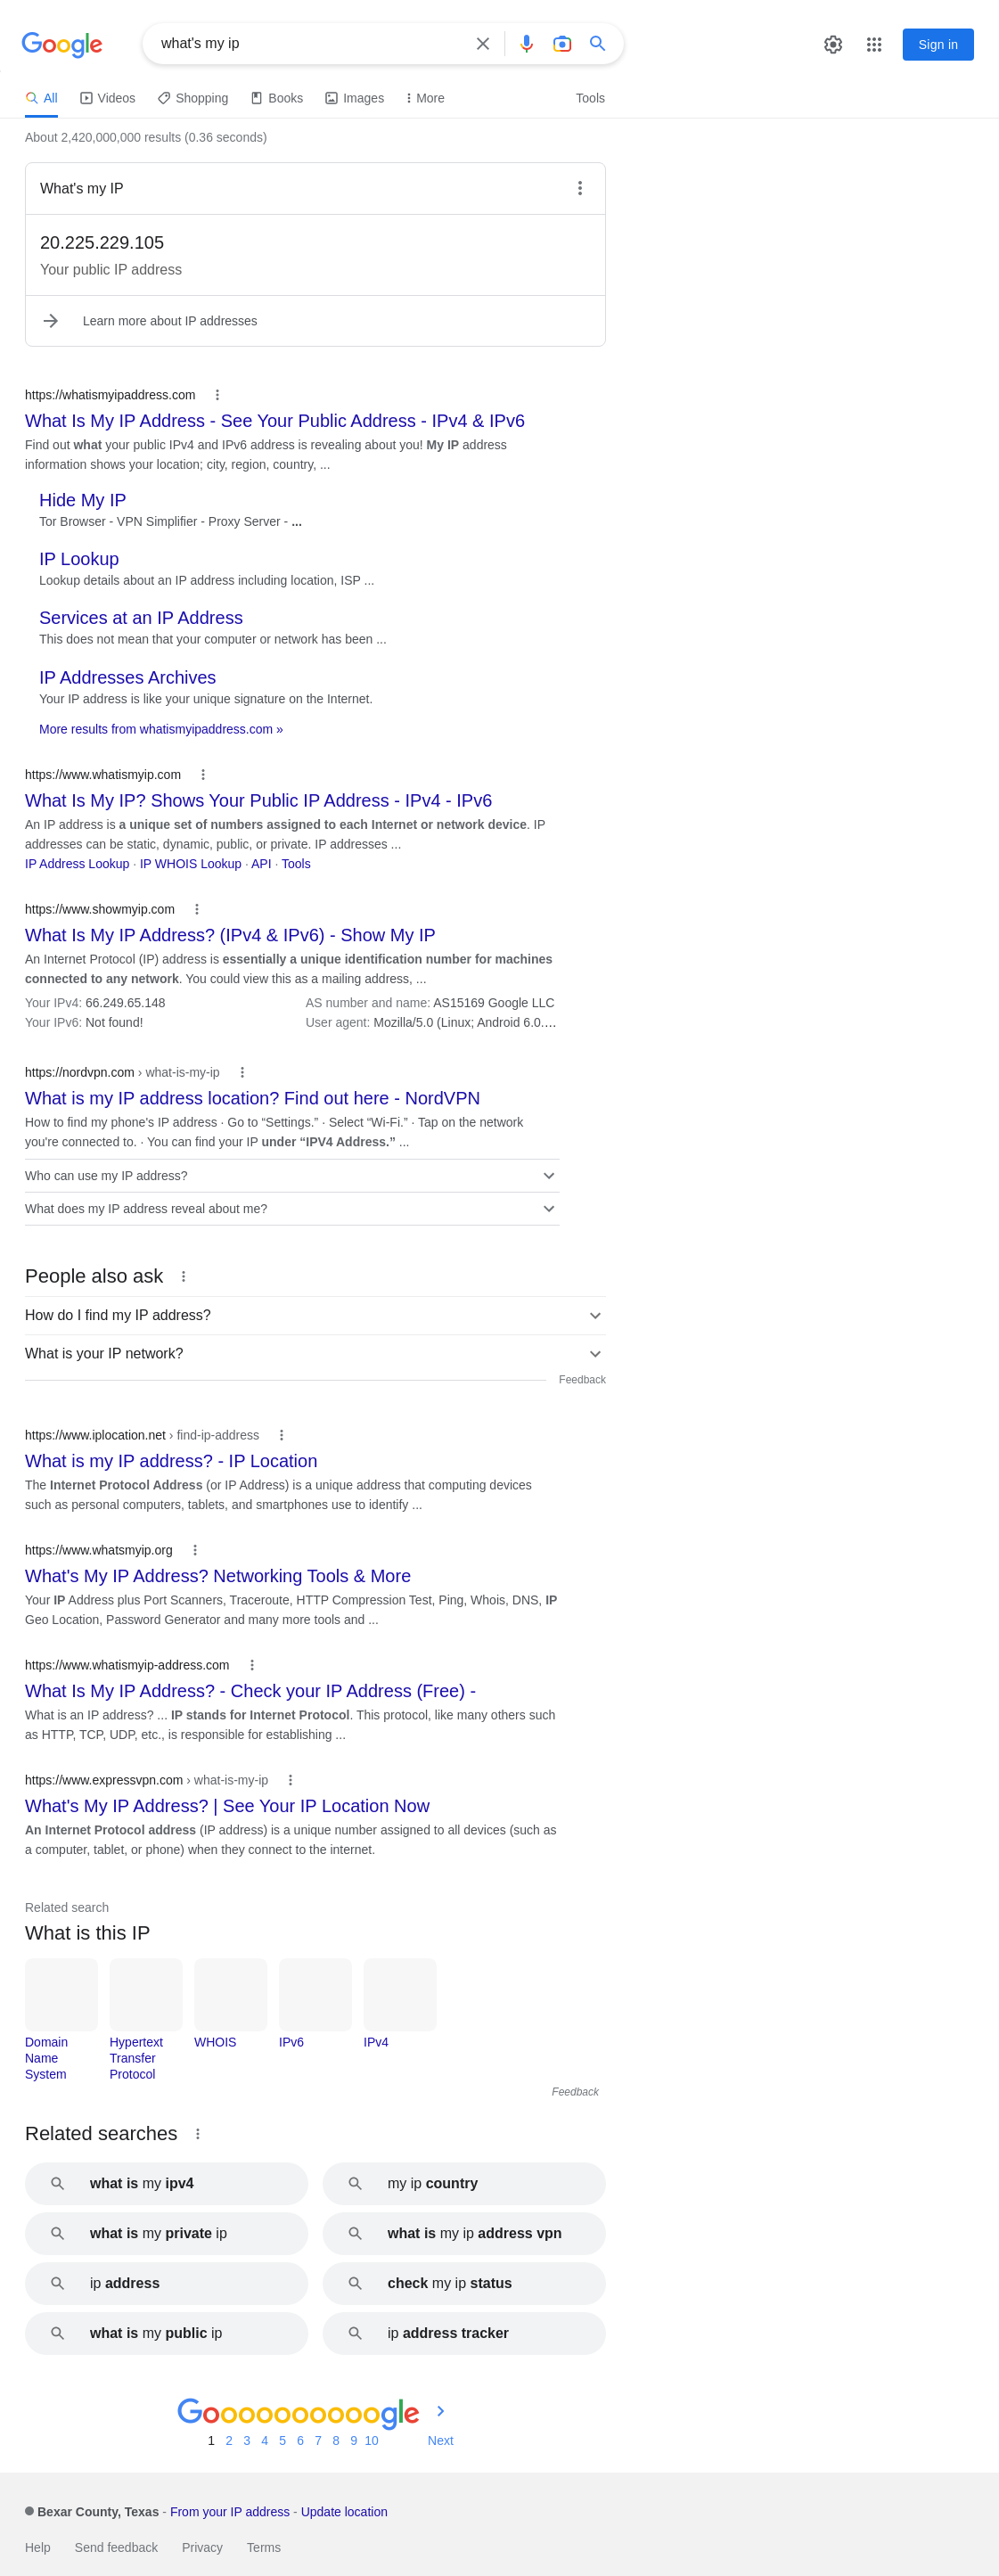 Google
what's my ip
Sign in
All Videos Shopping Books Images More Tools
About 2,420,000,000 results (0.36 seconds)
What's my IP
20.225.229.105
Your public IP address
Learn more about IP addresses
https://whatismyipaddress.com
What Is My IP Address - See Your Public Address - IPv4 & IPv6
Find out what your public IPv4 and IPv6 address is revealing about you! My IP address
information shows your location; city, region, country, ...
Hide My IP
Tor Browser - VPN Simplifier - Proxy Server - ...
IP Lookup
Lookup details about an IP address including location, ISP ...
Services at an IP Address
This does not mean that your computer or network has been ...
IP Addresses Archives
Your IP address is like your unique signature on the Internet.
More results from whatismyipaddress.com »
https://www.whatismyip.com
What Is My IP? Shows Your Public IP Address - IPv4 - IPv6
An IP address is a unique set of numbers assigned to each Internet or network device. IP
addresses can be static, dynamic, public, or private. IP addresses ...
IP Address Lookup · IP WHOIS Lookup · API · Tools
https://www.showmyip.com
What Is My IP Address? (IPv4 & IPv6) - Show My IP
An Internet Protocol (IP) address is essentially a unique identification number for machines
connected to any network. You could view this as a mailing address, ...
Your IPv4: 66.249.65.148 AS number and name: AS15169 Google LLC
Your IPv6: Not found! User agent: Mozilla/5.0 (Linux; Android 6.0....
https://nordvpn.com › what-is-my-ip
What is my IP address location? Find out here - NordVPN
How to find my phone's IP address · Go to “Settings.” · Select “Wi-Fi.” · Tap on the network
you're connected to. · You can find your IP under “IPV4 Address.” ...
Who can use my IP address?
What does my IP address reveal about me?
People also ask
How do I find my IP address?
What is your IP network?
Feedback
https://www.iplocation.net › find-ip-address
What is my IP address? - IP Location
The Internet Protocol Address (or IP Address) is a unique address that computing devices
such as personal computers, tablets, and smartphones use to identify ...
https://www.whatsmyip.org
What's My IP Address? Networking Tools & More
Your IP Address plus Port Scanners, Traceroute, HTTP Compression Test, Ping, Whois, DNS, IP
Geo Location, Password Generator and many more tools and ...
https://www.whatismyip-address.com
What Is My IP Address? - Check your IP Address (Free) -
What is an IP address? ... IP stands for Internet Protocol. This protocol, like many others such
as HTTP, TCP, UDP, etc., is responsible for establishing ...
https://www.expressvpn.com › what-is-my-ip
What's My IP Address? | See Your IP Location Now
An Internet Protocol address (IP address) is a unique number assigned to all devices (such as
a computer, tablet, or phone) when they connect to the internet.
Related search
What is this IP
Domain Name System
Hypertext Transfer Protocol
WHOIS
IPv6
IPv4
Feedback
Related searches
what is my ipv4
my ip country
what is my private ip
what is my ip address vpn
ip address
check my ip status
what is my public ip
ip address tracker
Goooooooooogle
1 2 3 4 5 6 7 8 9 10 Next
Bexar County, Texas - From your IP address - Update location
Help Send feedback Privacy Terms